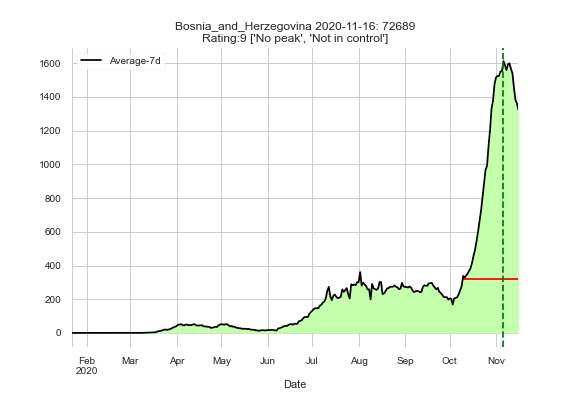 Bosnia_and_Herzegovina 2020-11-16: 72689
Rating:9 ['No peak', 'Not in control']
Average-7d
1600
1400
1200
1000
800
600
400
200
0
Feb Mar Apr May Jun Jul Aug Sep Oct Nov
2020
Date